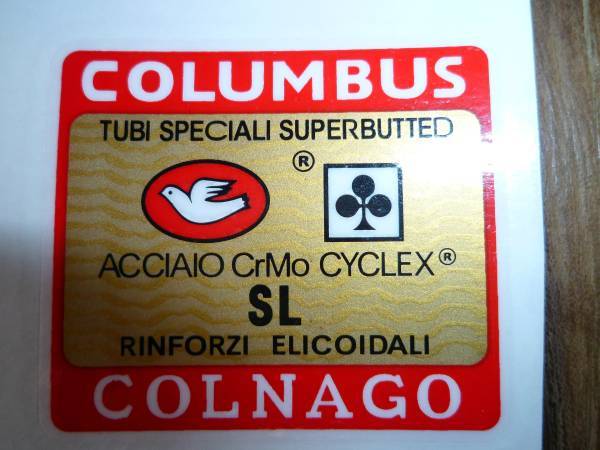 COLUMBUS
TUBI SPECIALI SUPERBUTTED
®
ACCIAIO CrMo CYCLEX®
SL
RINFORZI ELICOIDALI
COLNAGO